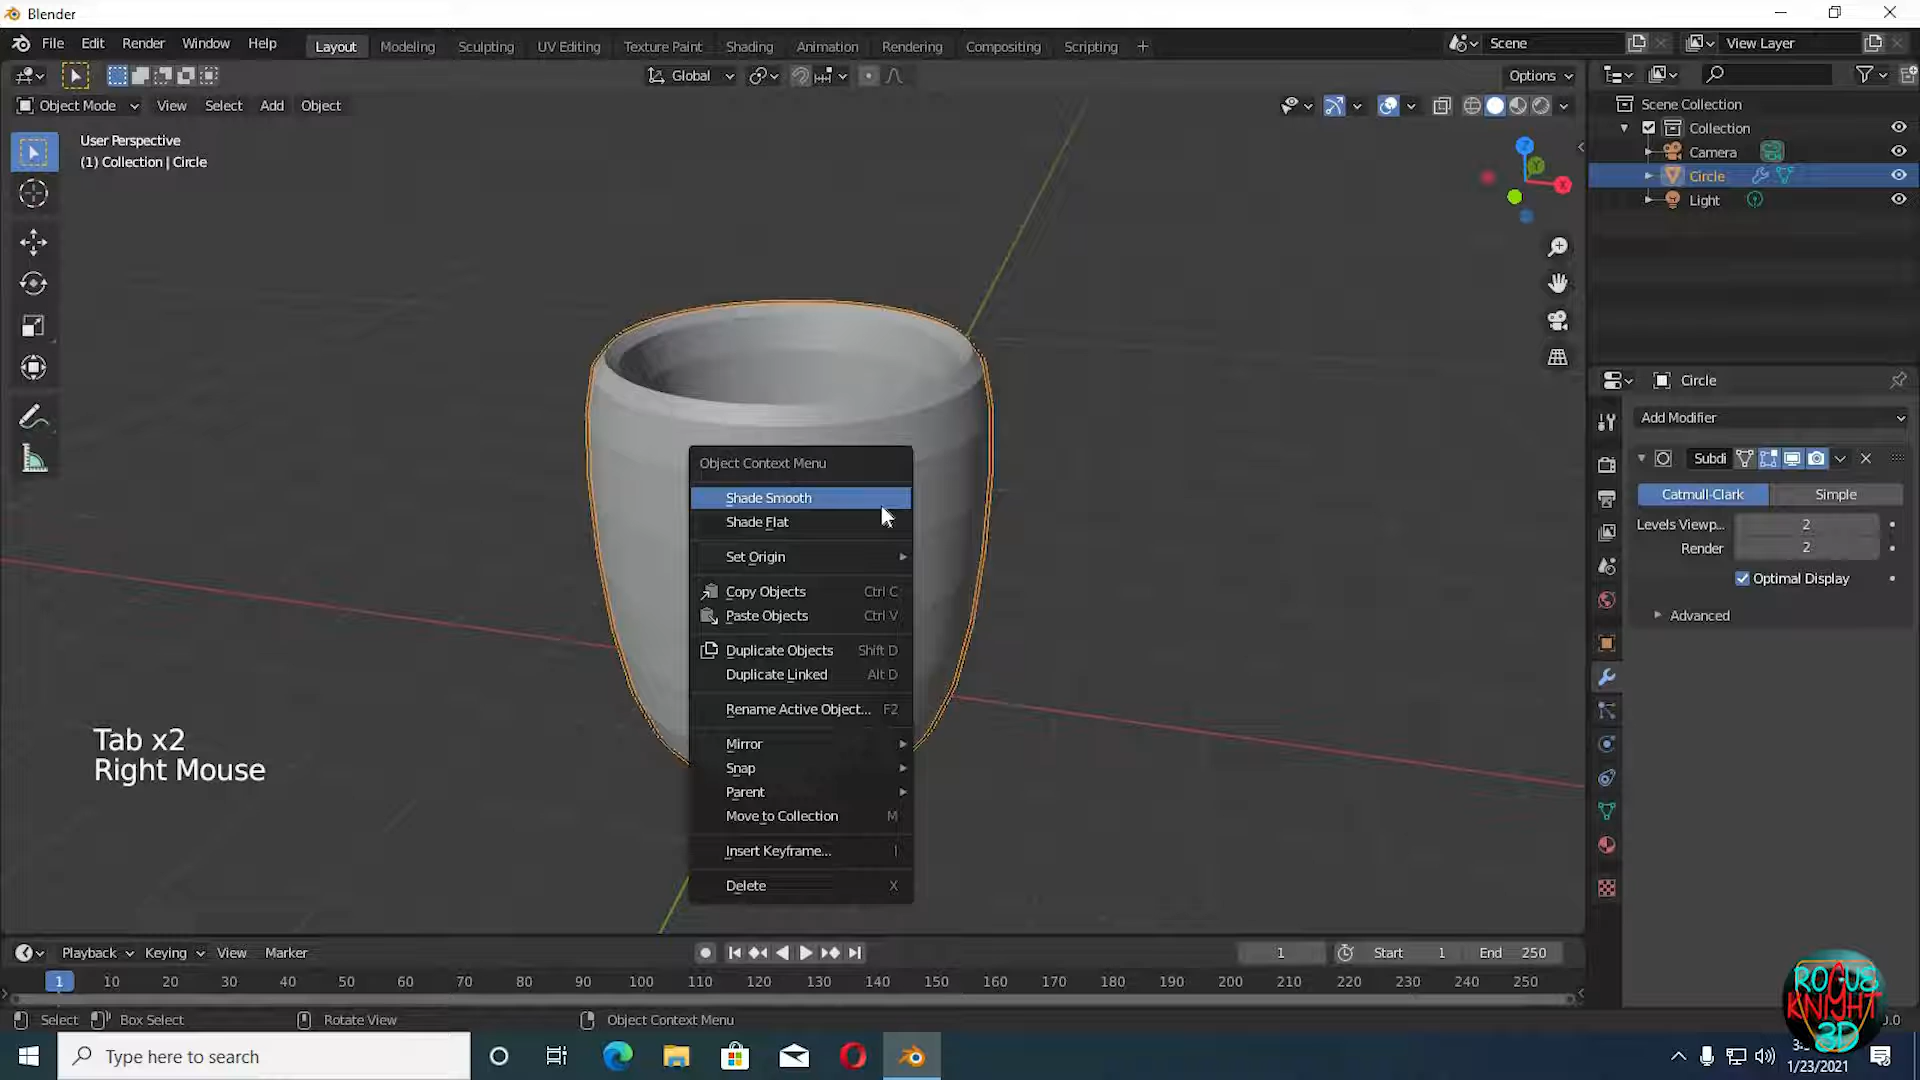 Blender
File Edit Render Window Help Layout Modeling Sculpting UV Editing Texture Paint Shading Animation Rendering Compositing Scripting + Scene View Layer
Global Options
Object Mode View Select Add Object
User Perspective
(1) Collection | Circle
Z
Y
X
Scene Collection
Collection
Camera
Circle
Light
Circle
Add Modifier
Subdi
Catmull-Clark Simple
Levels Viewp... 2
Render 2
Optimal Display
Advanced
Object Context Menu
Shade Smooth
Shade Flat
Set Origin
Copy Objects Ctrl C
Paste Objects Ctrl V
Duplicate Objects Shift D
Duplicate Linked Alt D
Rename Active Object... F2
Mirror
Snap
Parent
Move to Collection M
Insert Keyframe... I
Delete X
Tab x2
Right Mouse
Playback Keying View Marker 1 Start 1 End 250
1 10 20 30 40 50 60 70 80 90 100 110 120 130 140 150 160 170 180 190 200 210 220 230 240 250
Select Box Select Rotate View Object Context Menu
ROGUE
KNIGHT
3D
Type here to search
1/23/2021